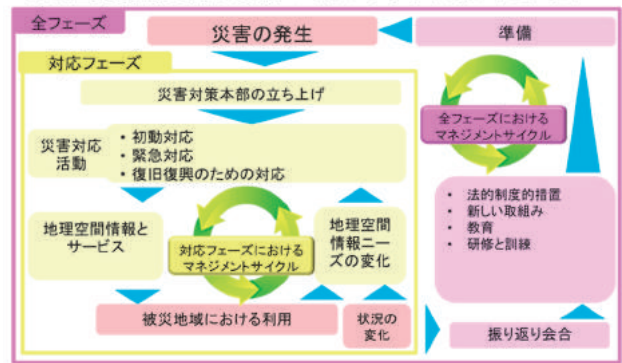 全フェーズ
災害の発生
準備
対応フェーズ
災害対策本部の立ち上げ
災害対応
活動
・初動対応
・緊急対応
・復旧復興のための対応
全フェーズにおける
マネジメントサイクル
地理空間情報と
サービス
対応フェーズにおける
マネジメントサイクル
地理空間
情報ニー
ズの変化
• 法的制度的措置
• 新しい取組み
• 教育
• 研修と訓練
被災地域における利用
状況の
変化
振り返り会合